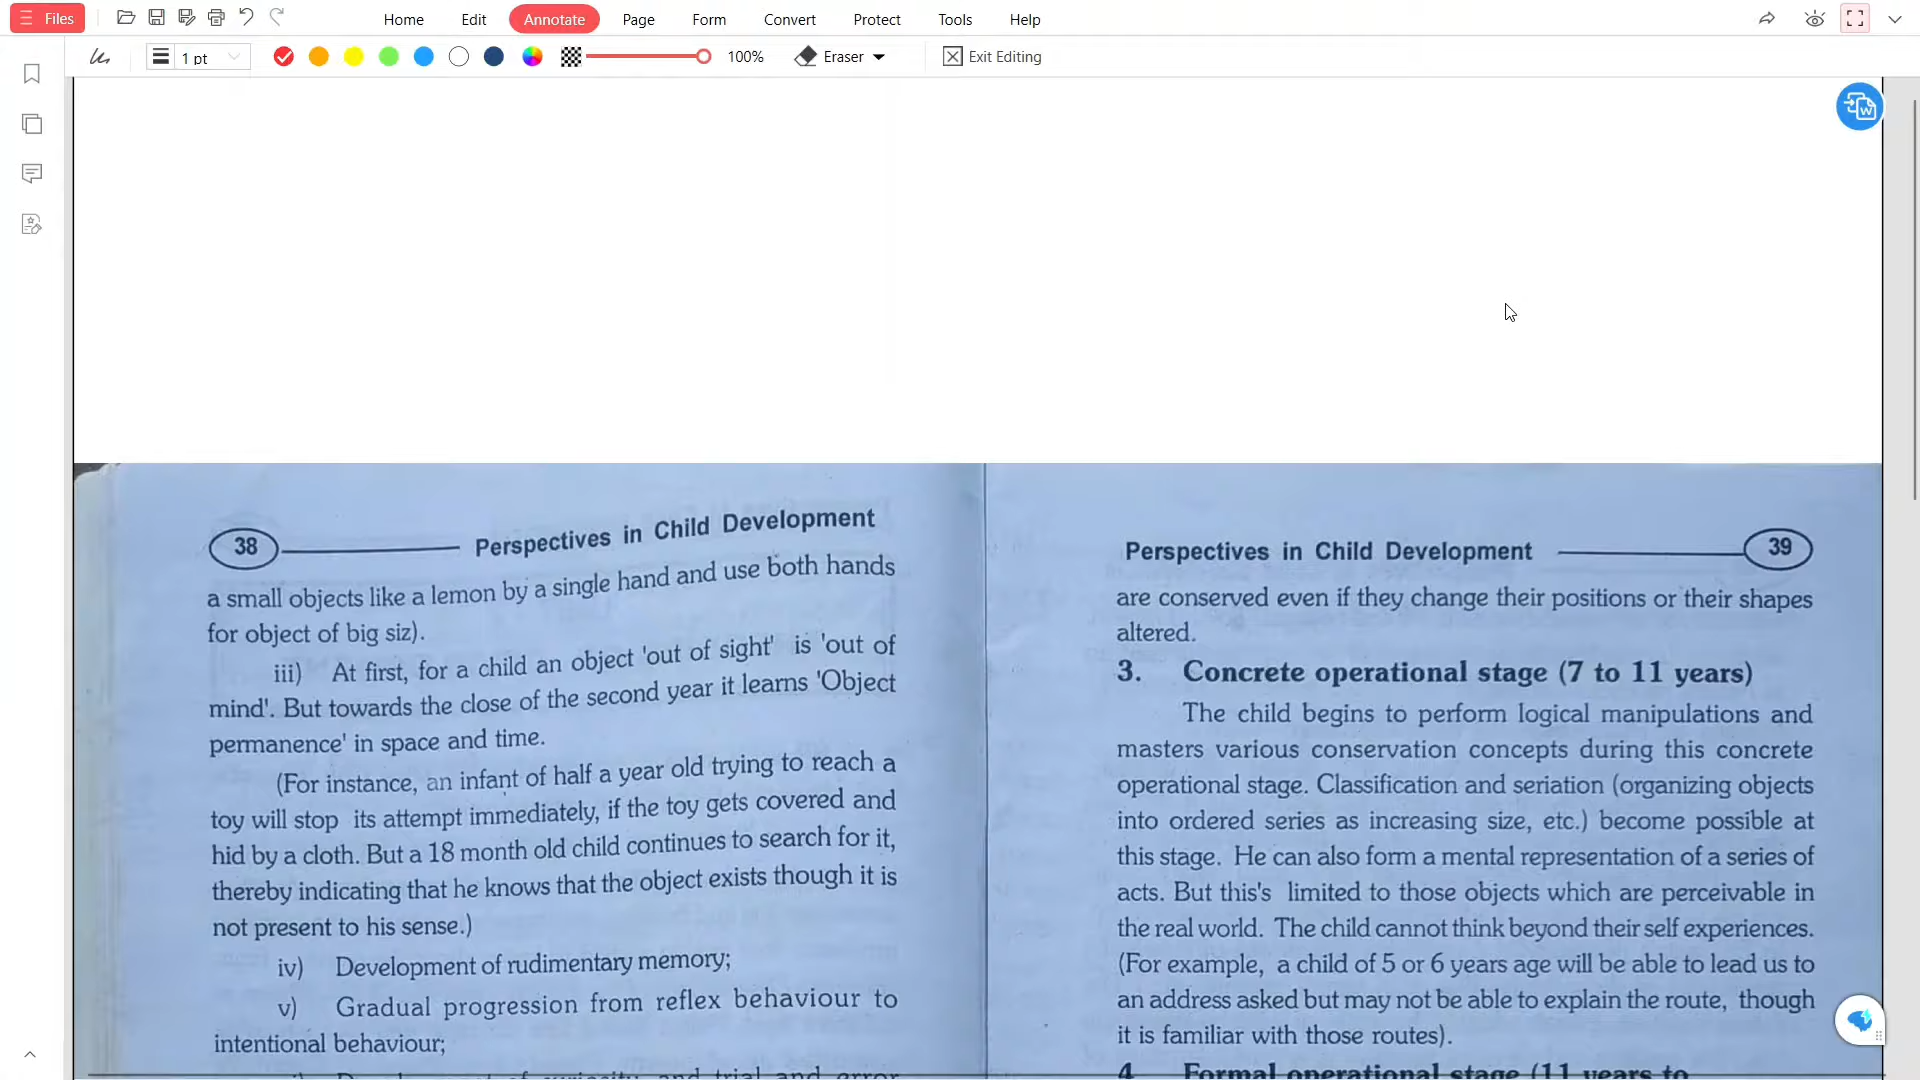 Files
Home
Edit
Annotate
Page
Form
Convert
Protect
Tools
Help
1 pt
100%
Eraser
Exit Editing
38
Perspectives in Child Development
a small objects like a lemon by a single hand and use both hands
for object of big siz).
iii) At first, for a child an object 'out of sight' is 'out of
mind'. But towards the close of the second year it learns 'Object
permanence' in space and time.
(For instance, an infant of half a year old trying to reach a
toy will stop its attempt immediately, if the toy gets covered and
hid by a cloth. But a 18 month old child continues to search for it,
thereby indicating that he knows that the object exists though it is
not present to his sense.)
iv) Development of rudimentary memory;
v) Gradual progression from reflex behaviour to
intentional behaviour;
Perspectives in Child Development
39
are conserved even if they change their positions or their shapes
altered.
3. Concrete operational stage (7 to 11 years)
The child begins to perform logical manipulations and
masters various conservation concepts during this concrete
operational stage. Classification and seriation (organizing objects
into ordered series as increasing size, etc.) become possible at
this stage. He can also form a mental representation of a series of
acts. But this's limited to those objects which are perceivable in
the real world. The child cannot think beyond their self experiences.
(For example, a child of 5 or 6 years age will be able to lead us to
an address asked but may not be able to explain the route, though
it is familiar with those routes).
4. Formal operational stage (11 years to